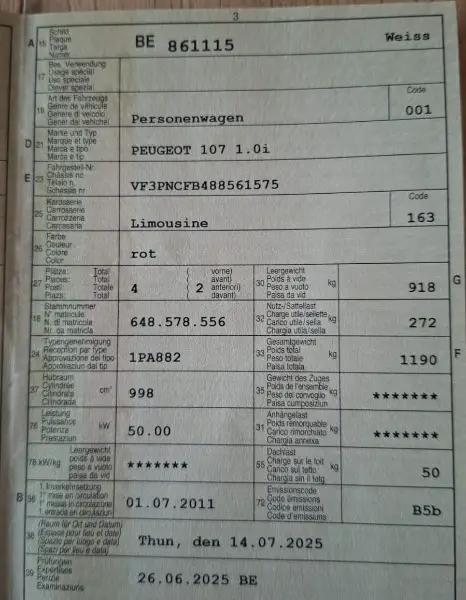 3
A 15 Schild
Plaque
Targa
Numer
BE 861115 Weiss
17 Bes. Verwendung
Usage spécial
Uso speciale
Diever spezial
19 Art des Fahrzeugs
Genre de véhicule
Genere di veicolo
Gener dal vehichel
Personenwagen
Code
001
D 21 Marke und Typ
Marque et type
Marca e tipo
Marca e tip
PEUGEOT 107 1.0i
E 23 Fahrgestell-Nr.
Châssis no
Telaio n.
Schassis nr.
VF3PNCFB488561575
25 Karosserie
Carrosserie
Carrozzeria
Carossaria
Limousine
Code
163
26 Farbe
Couleur
Colore
Color
rot
27 Plätze: Total ( vorne)
Places: Total ( avant)
Posti: Totale 4 ( 2 anteriori)
Plazs: Total ( davant)
30 Leergewicht
Poids à vide kg
Peso a vuoto
Paisa da vid
918 G
18 Stammnummer
N° matricule
N. di matricola
Nr. da matricla
648.578.556
32 Nutz-/Sattellast
Charge utile/sellette kg
Carico utile/sella
Chargia utila/sella
272
24 Typengenehmigung
Réception par type
Approvazione del tipo
Approvaziun dal tip
1PA882
33 Gesamtgewicht
Poids total kg
Peso totale
Paisa totala
1190 F
37 Hubraum
Cylindrée cm³
Cilindrata
Cilindrada
998
35 Gewicht des Zuges
Poids de l'ensemble kg
Peso del convoglio
Paisa cumposiziun
*******
76 Leistung
Puissance kW
Potenza
Prestaziun
50.00
31 Anhängelast
Poids remorquable kg
Carico rimorchiato
Chargia annexa
*******
78 kW/kg Leergewicht
poids à vide
peso a vuoto
paisa da vid
*******
55 Dachlast
Charge sur le toit kg
Carico sul tetto
Chargia sin il tetg
50
B 36 1. Inverkehrsetzung
1re mise en circulation
1a messa in circolazione
1. entrada en circulaziun
01.07.2011
72 Emissionscode
Code émissions
Codice emissioni
Code d'emissiuns
B5b
38 (Raum für Ort und Datum)
(Espace pour lieu et date)
(Spazio per luogo e data)
(Spazi per lieu e data)
Thun, den 14.07.2025
39 Prüfungen
Expertises
Perizie
Examinaziuns
26.06.2025 BE